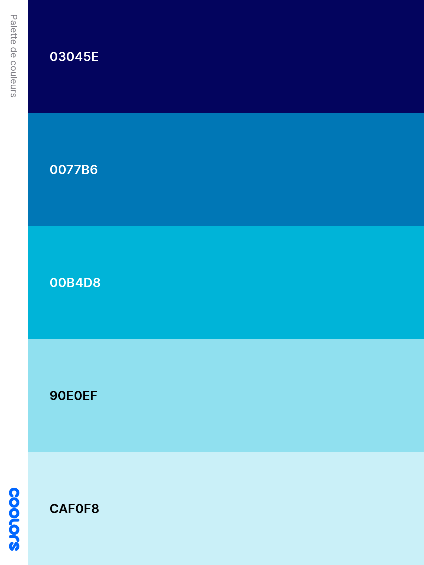 Palette de couleurs
03045E
0077B6
00B4D8
90E0EF
CAF0F8
coolors